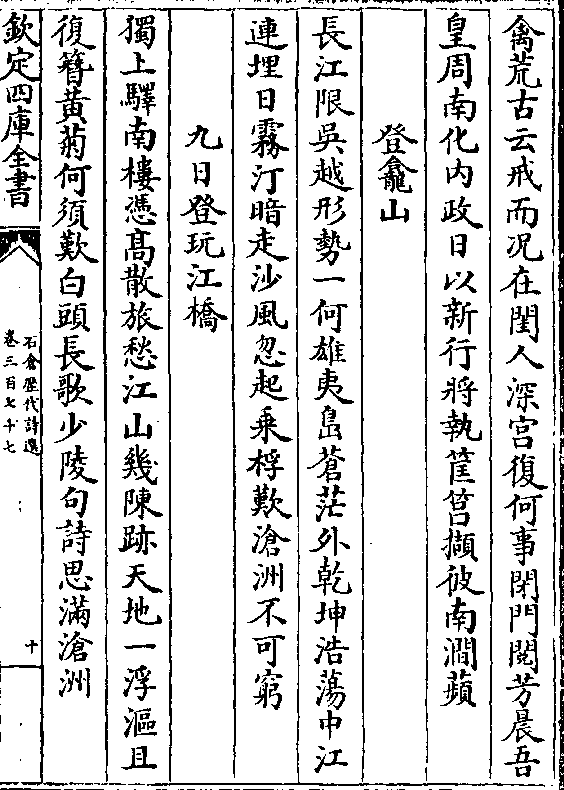 禽荒古云戒而况在閨人深宮復何事閉門閲芳晨吾
皇周南化内政日以新行將執筐筥擷彼南澗蘋
登龕山
長江限吳越形勢一何雄夷島蒼茫外乾坤浩蕩中江
連埋日霧汀暗走沙風忽起乗桴歎滄洲不可窮
九日登玩江橋
獨上驛南樓憑髙散旅愁江山幾陳跡天地一浮漚且
復簪黄菊何須歎白頭長歌少陵句詩思滿滄洲
欽定四庫全書
石倉歴代詩選
卷三百七十七
十